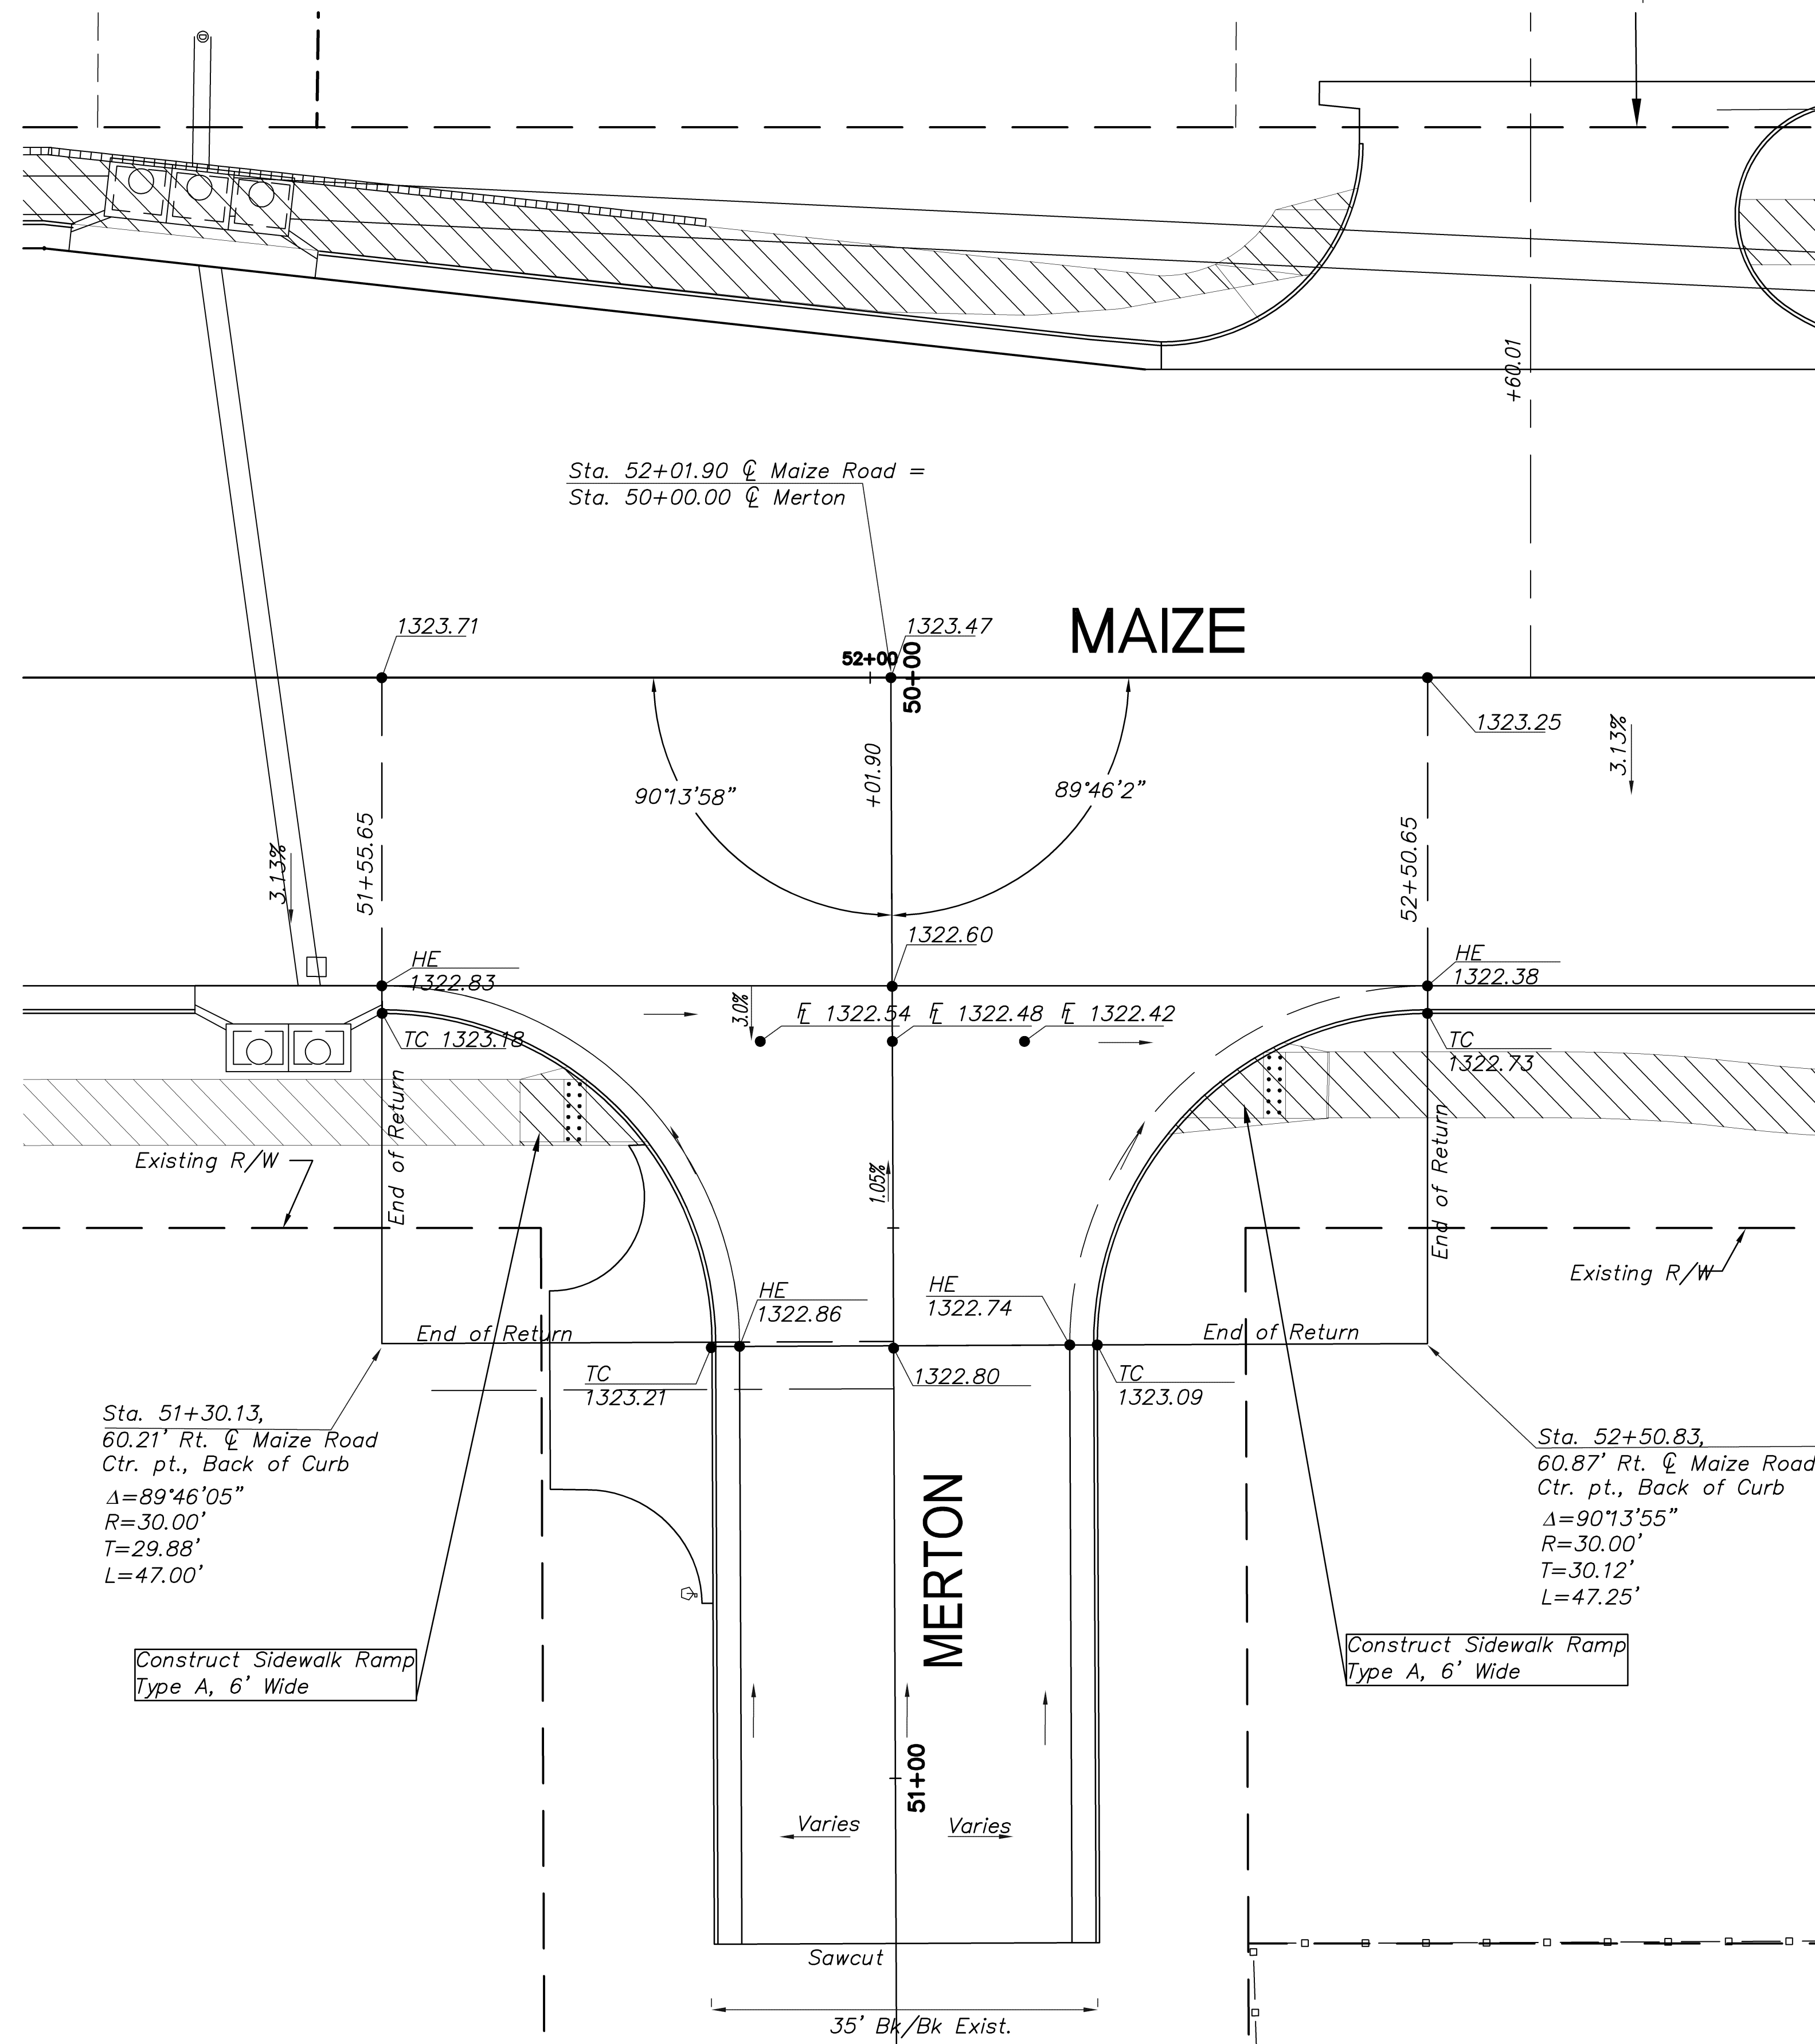 +60.01
Sta. 52+01.90 ℄ Maize Road =
Sta. 50+00.00 ℄ Merton
MAIZE
1323.71
1323.47
52+00
50+00
1323.25
3.13%
+01.90
90°13'58"
89°46'2"
51+55.65
52+50.65
3.13%
1322.60
HE
1322.83
HE
1322.38
3.0%
FL 1322.54
FL 1322.48
FL 1322.42
TC 1323.18
TC
1322.73
End of Return
End of Return
Existing R/W
1.05%
Existing R/W
HE
1322.86
HE
1322.74
End of Return
End of Return
TC
1323.21
1322.80
TC
1323.09
Sta. 51+30.13,
60.21' Rt. ℄ Maize Road
Ctr. pt., Back of Curb
Δ=89°46'05"
R=30.00'
T=29.88'
L=47.00'
Sta. 52+50.83,
60.87' Rt. ℄ Maize Road
Ctr. pt., Back of Curb
Δ=90°13'55"
R=30.00'
T=30.12'
L=47.25'
MERTON
Construct Sidewalk Ramp
Type A, 6' Wide
Construct Sidewalk Ramp
Type A, 6' Wide
51+00
Varies
Varies
Sawcut
35' Bk/Bk Exist.